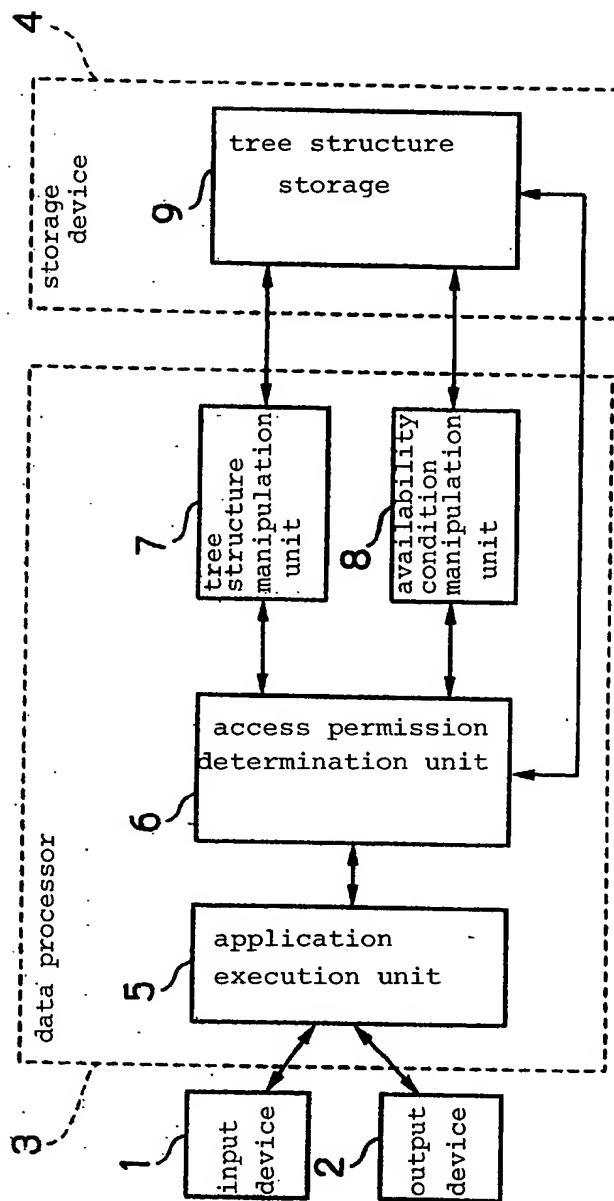 3
data processor
4
storage
device
1
input
device
2
output
device
5
application
execution unit
6
access permission
determination unit
7
tree
structure
manipulation
unit
8
availability
condition
manipulation
unit
9
tree structure
storage